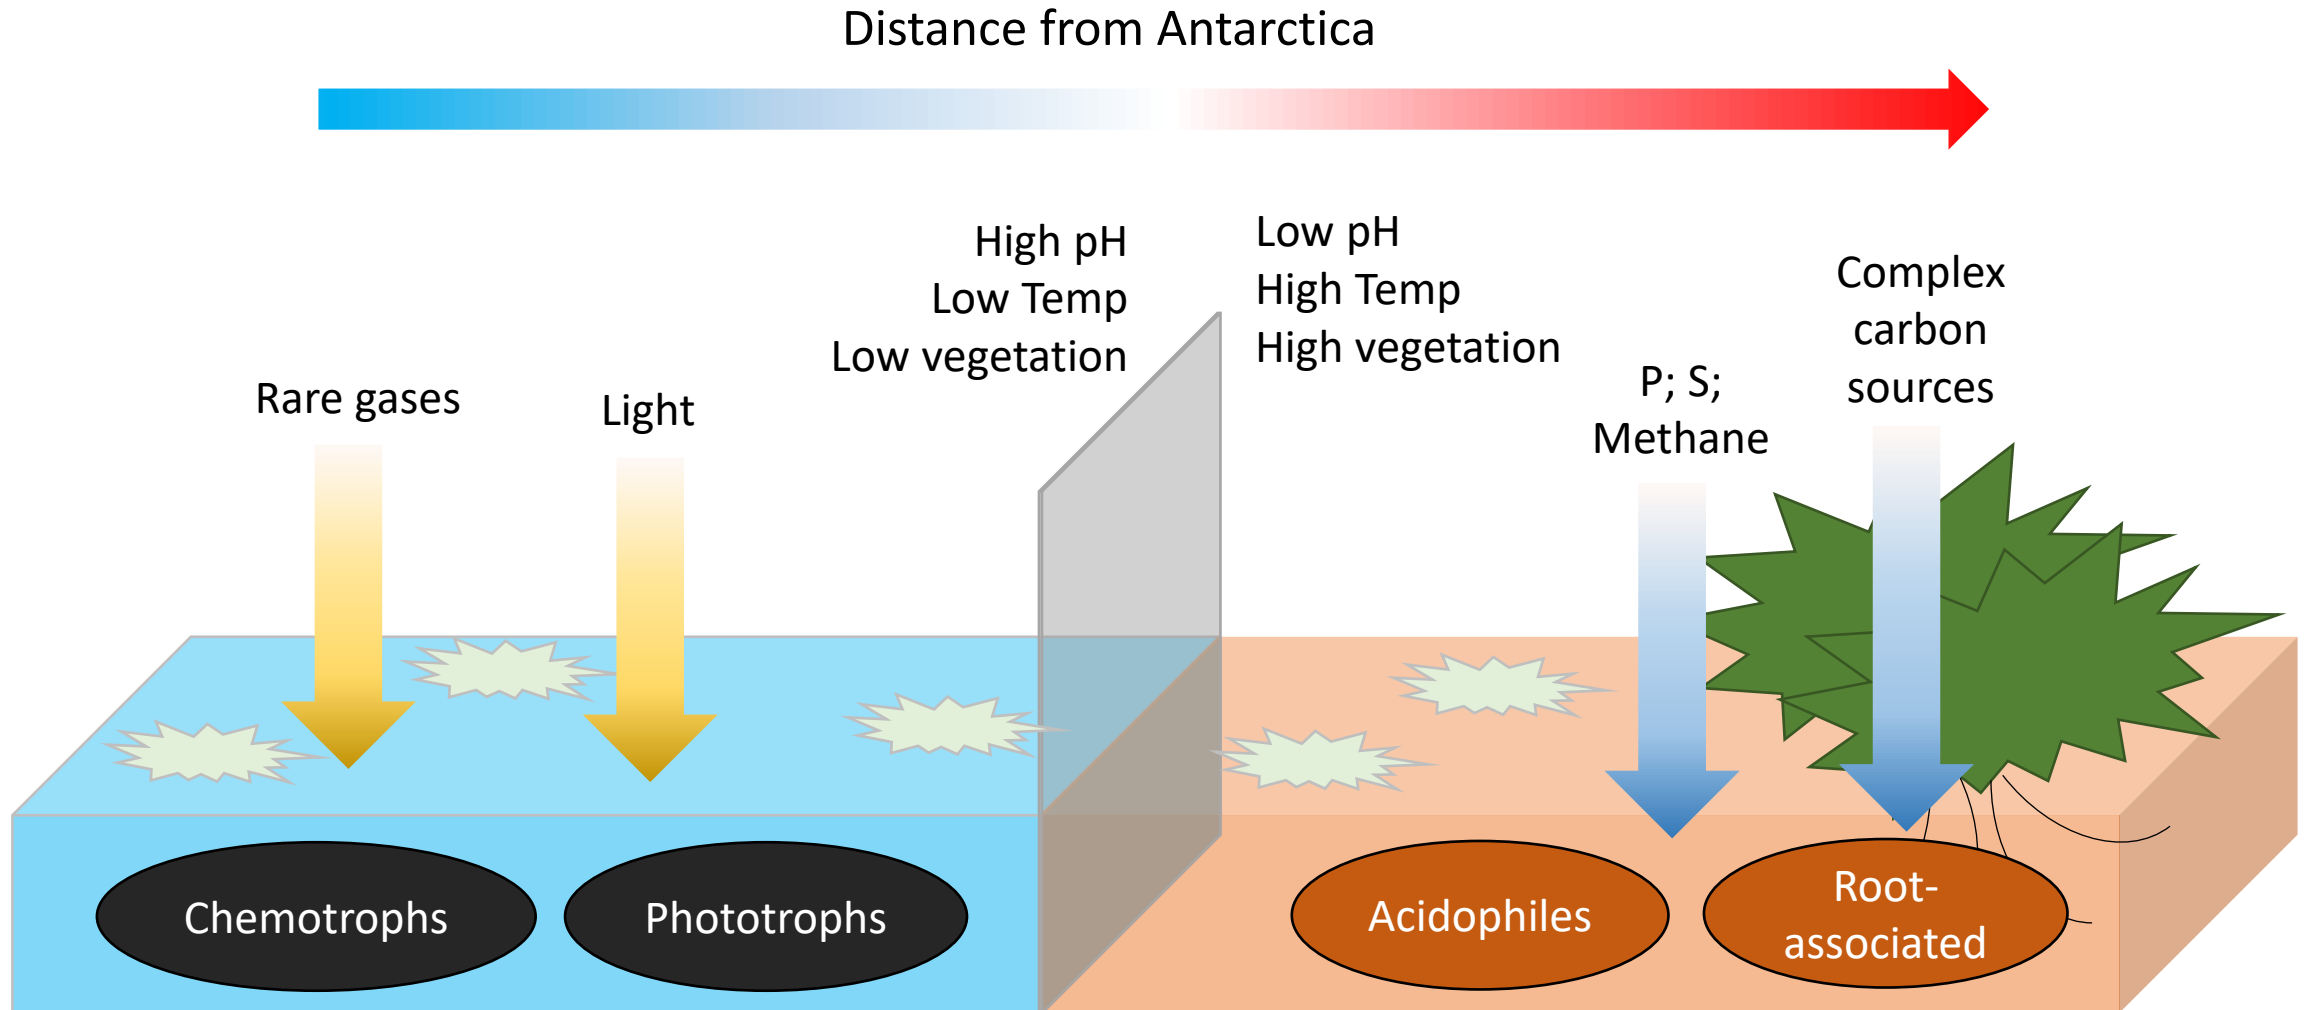 Distance from Antarctica
High pH
Low Temp
Low vegetation
Low pH
High Temp
High vegetation
Rare gases
Light
P; S;
Methane
Complex
carbon
sources
Chemotrophs
Phototrophs
Acidophiles
Root-
associated